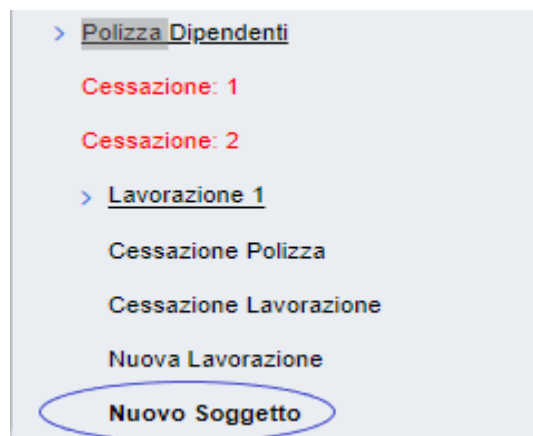 Polizza Dipendenti
Cessazione: 1
Cessazione: 2
Lavorazione 1
Cessazione Polizza
Cessazione Lavorazione
Nuova Lavorazione
Nuovo Soggetto